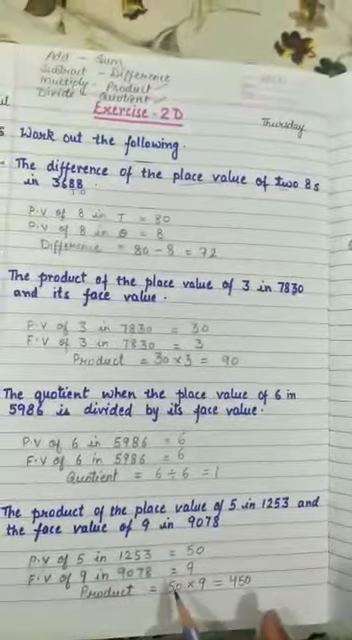 Add - Sum
Subtract - Difference
Multiply - Product
Divide - Quotient
Exercise - 2D
Thursday
Work out the following.
The difference of the place value of two 8s
in 3688.
P.V of 8 in T = 80
P.V of 8 in O = 8
Difference = 80 - 8 = 72
The product of the place value of 3 in 7830
and its face value.
P.V of 3 in 7830 = 30
F.V of 3 in 7830 = 3
Product = 30 × 3 = 90
The quotient when the place value of 6 in
5986 is divided by its face value.
P.V of 6 in 5986 = 6
F.V of 6 in 5986 = 6
Quotient = 6 ÷ 6 = 1
The product of the place value of 5 in 1253 and
the face value of 9 in 9078
P.V of 5 in 1253 = 50
F.V of 9 in 9078 = 9
Product = 50 × 9 = 450